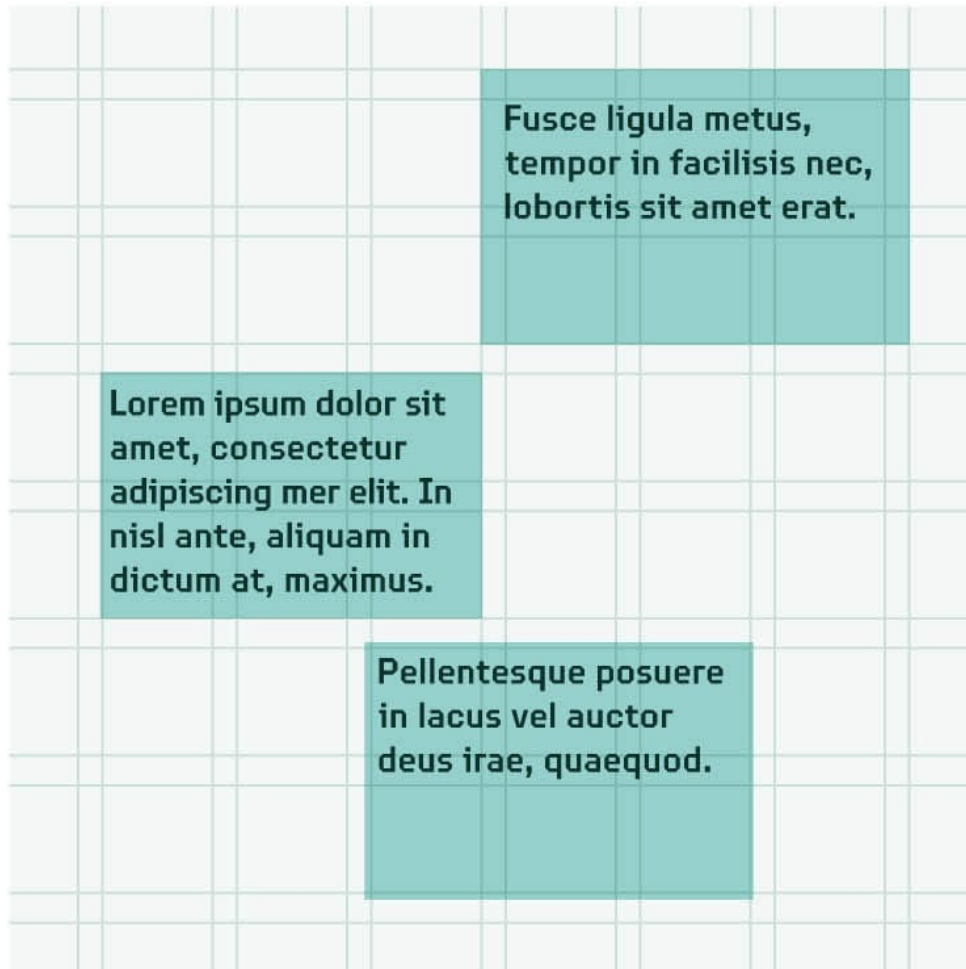 Fusce ligula metus,
tempor in facilisis nec,
lobortis sit amet erat.
Lorem ipsum dolor sit
amet, consectetur
adipiscing mer elit. In
nisl ante, aliquam in
dictum at, maximus.
Pellentesque posuere
in lacus vel auctor
deus irae, quaequod.